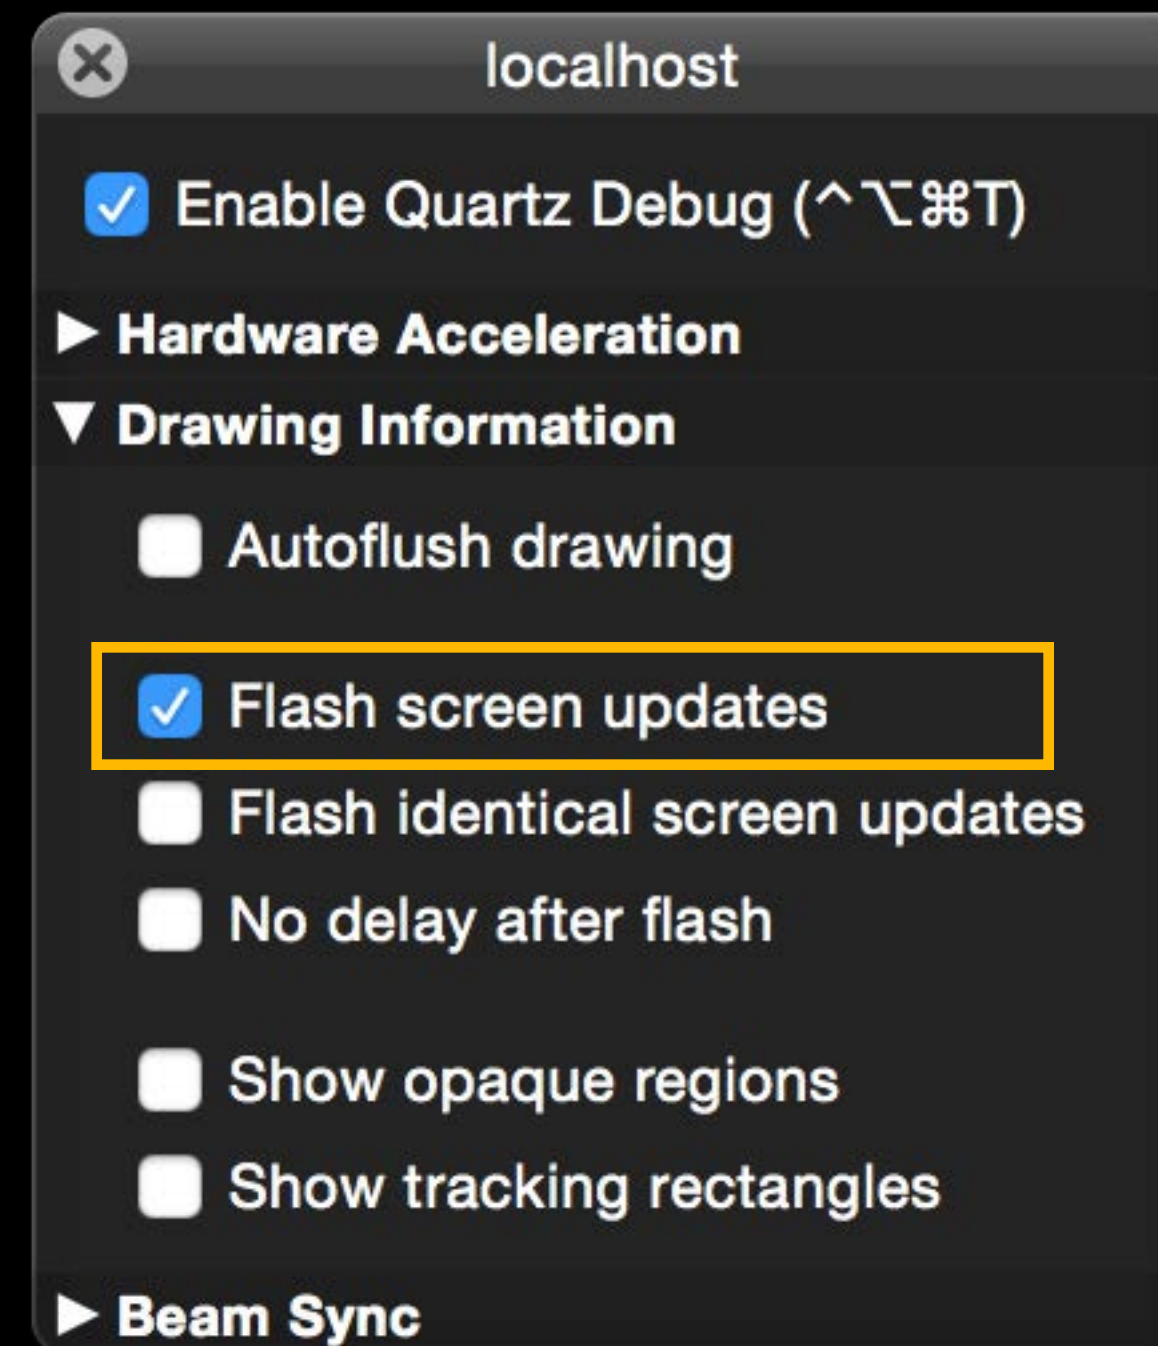 localhost
Enable Quartz Debug (^⌥⌘T)
Hardware Acceleration
Drawing Information
Autoflush drawing
Flash screen updates
Flash identical screen updates
No delay after flash
Show opaque regions
Show tracking rectangles
Beam Sync